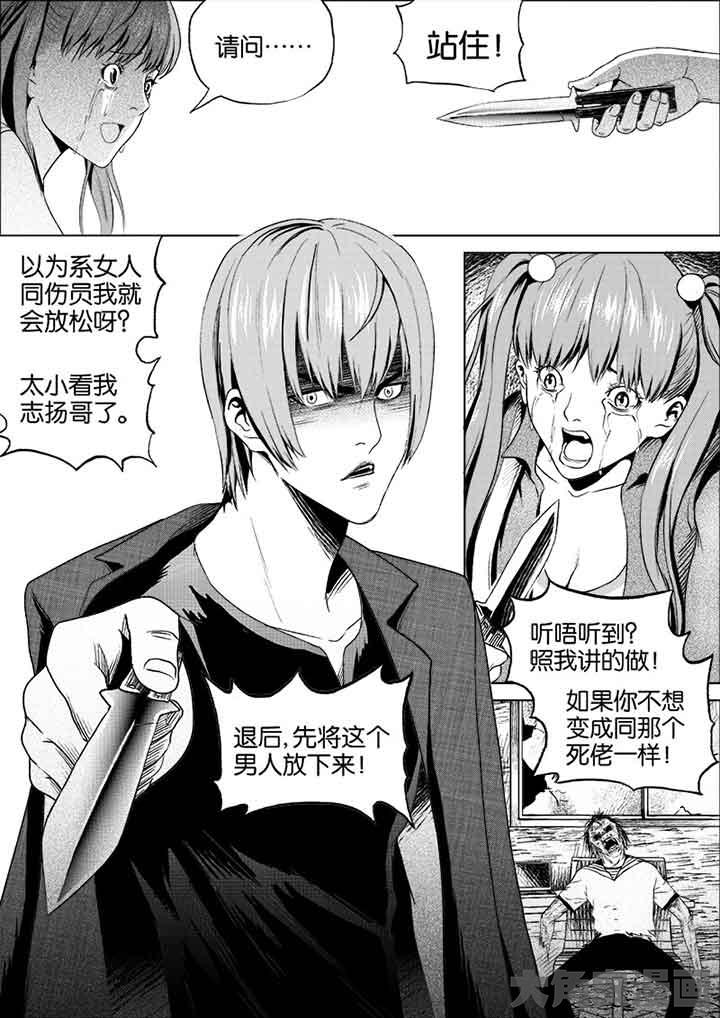 请问……
站住！
以为系女人
同伤员我就
会放松呀？
太小看我
志扬哥了。
退后，先将这个
男人放下来！
听唔听到？
照我讲的做！
如果你不想
变成同那个
死佬一样！